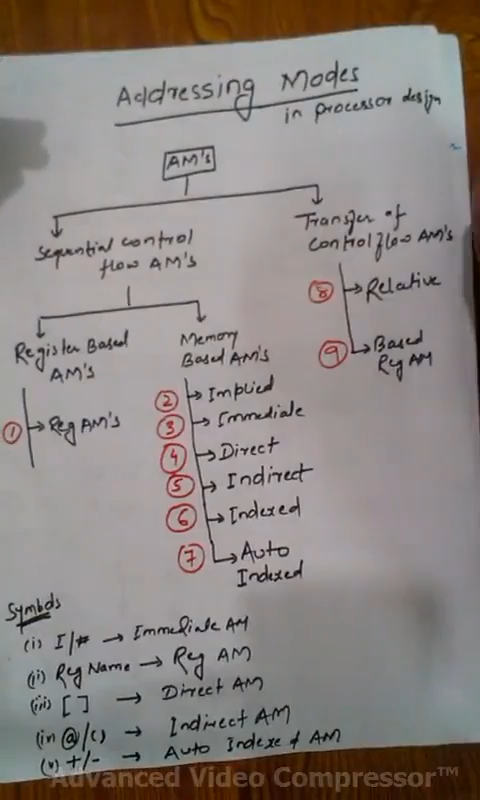 Addressing Modes
in processor design
AM's
Sequential control
flow AM's
Transfer of
Control flow AM's
8 Relative
9 Based
Reg AM
Register Based
AM's
1 Reg AM's
Memory
Based AM's
2 Implied
3 Immediate
4 Direct
5 Indirect
6 Indexed
7 Auto
Indexed
Symbols
(i) I/# → Immediate AM
(ii) Reg Name → Reg AM
(iii) [ ] → Direct AM
(iv) @/() → Indirect AM
(v) +/- → Auto Indexed AM
Advanced Video Compressor™